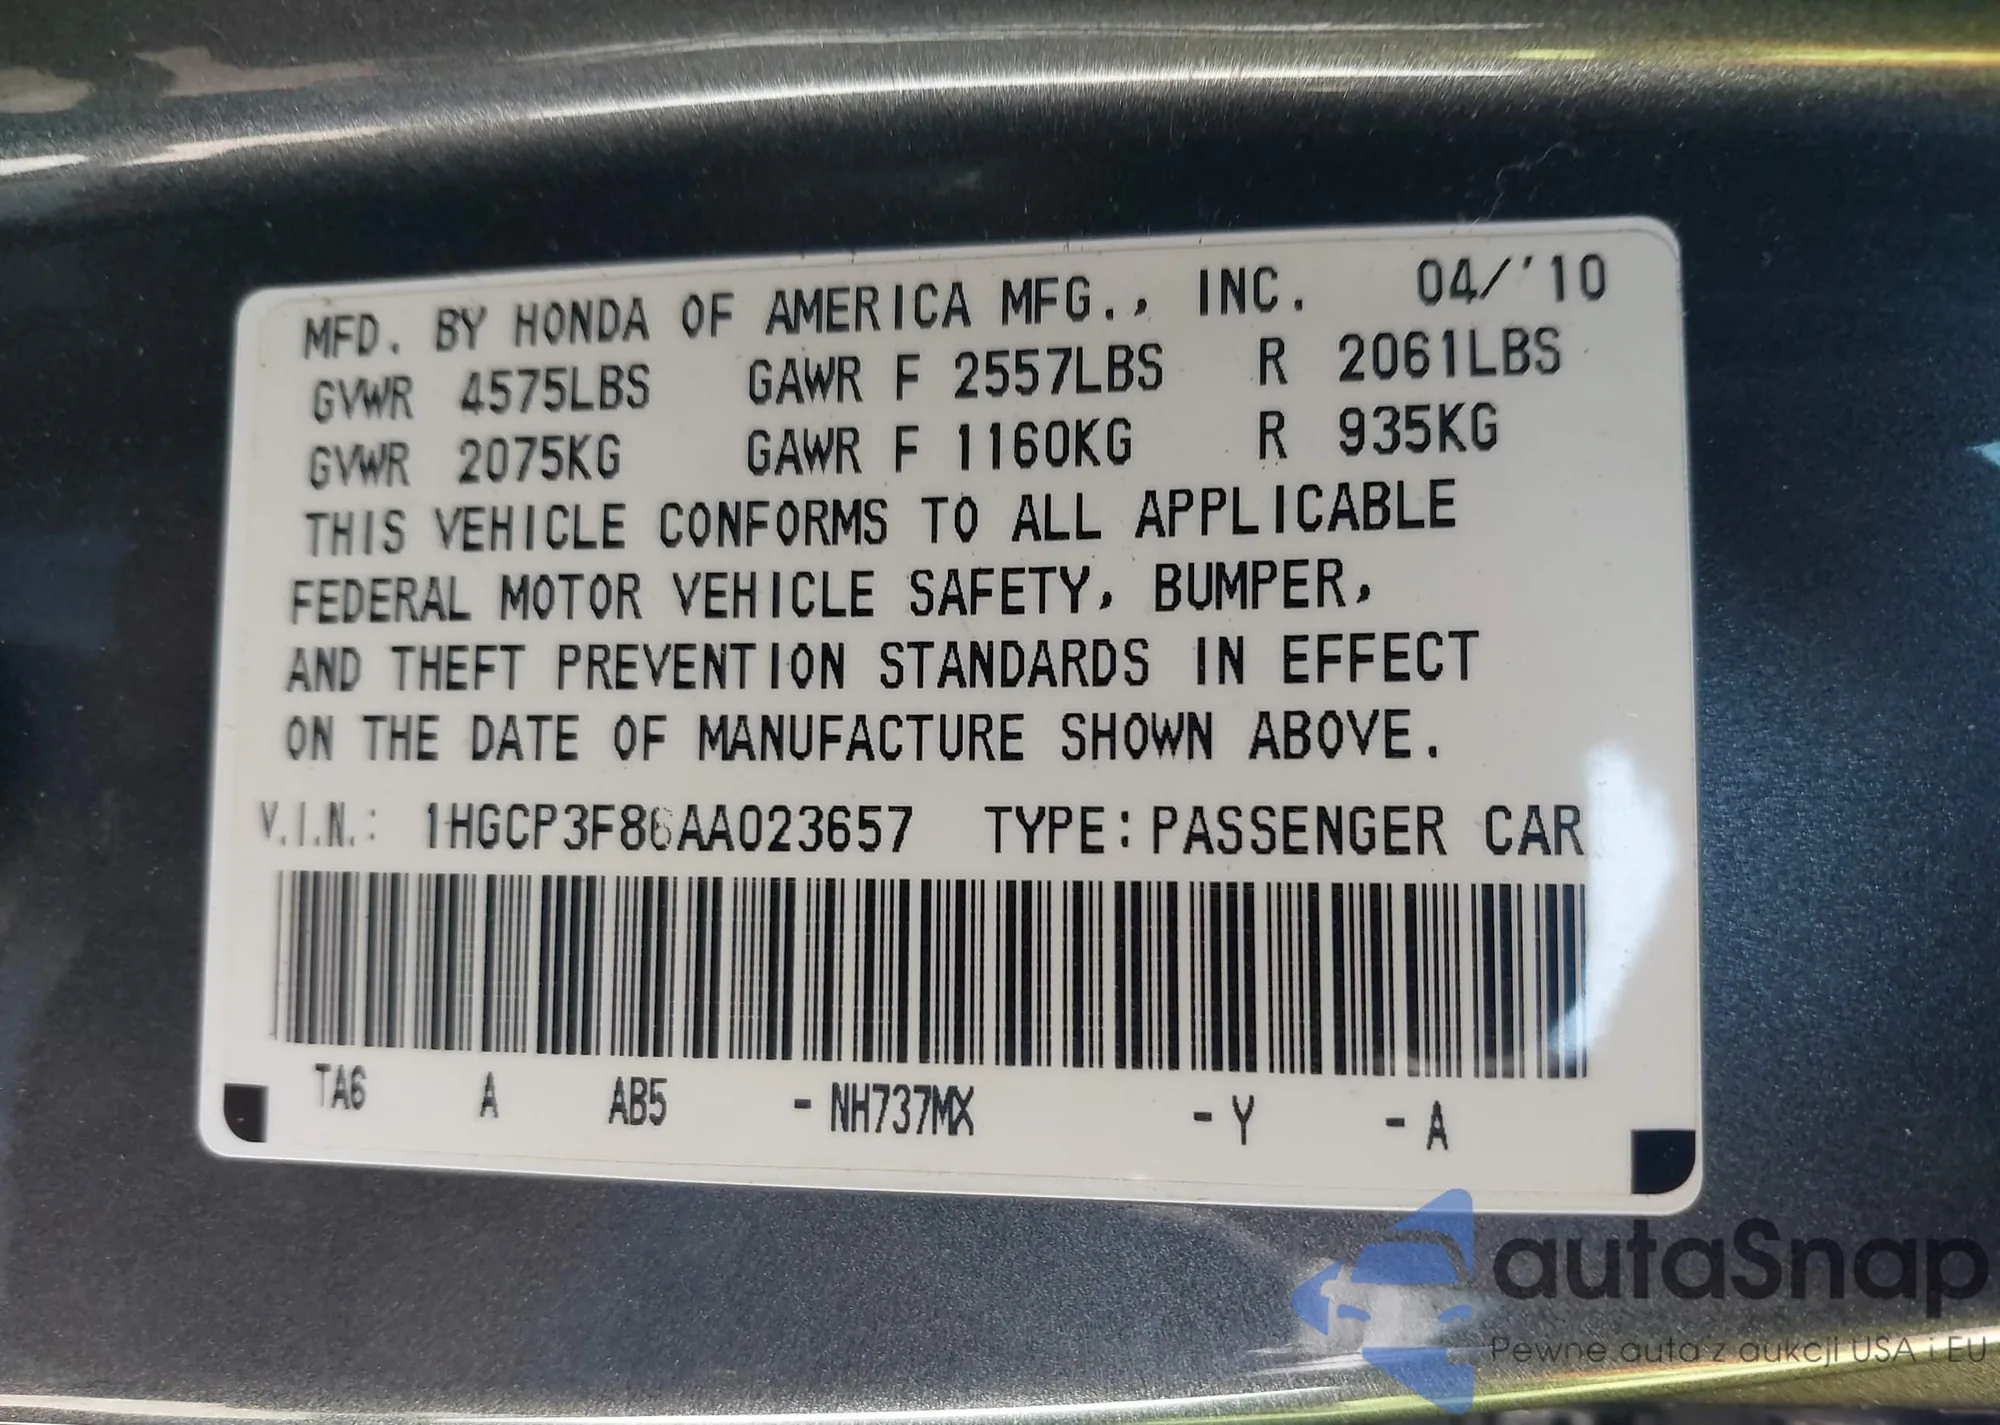 MFD. BY HONDA OF AMERICA MFG., INC. 04/'10
GVWR 4575LBS GAWR F 2557LBS R 2061LBS
GVWR 2075KG GAWR F 1160KG R 935KG
THIS VEHICLE CONFORMS TO ALL APPLICABLE
FEDERAL MOTOR VEHICLE SAFETY, BUMPER,
AND THEFT PREVENTION STANDARDS IN EFFECT
ON THE DATE OF MANUFACTURE SHOWN ABOVE.
V.I.N.: 1HGCP3F86AA023657 TYPE: PASSENGER CAR
TA6 A AB5 -NH737MX -Y -A
autaSnap
Pewne auta z aukcji USA i EU